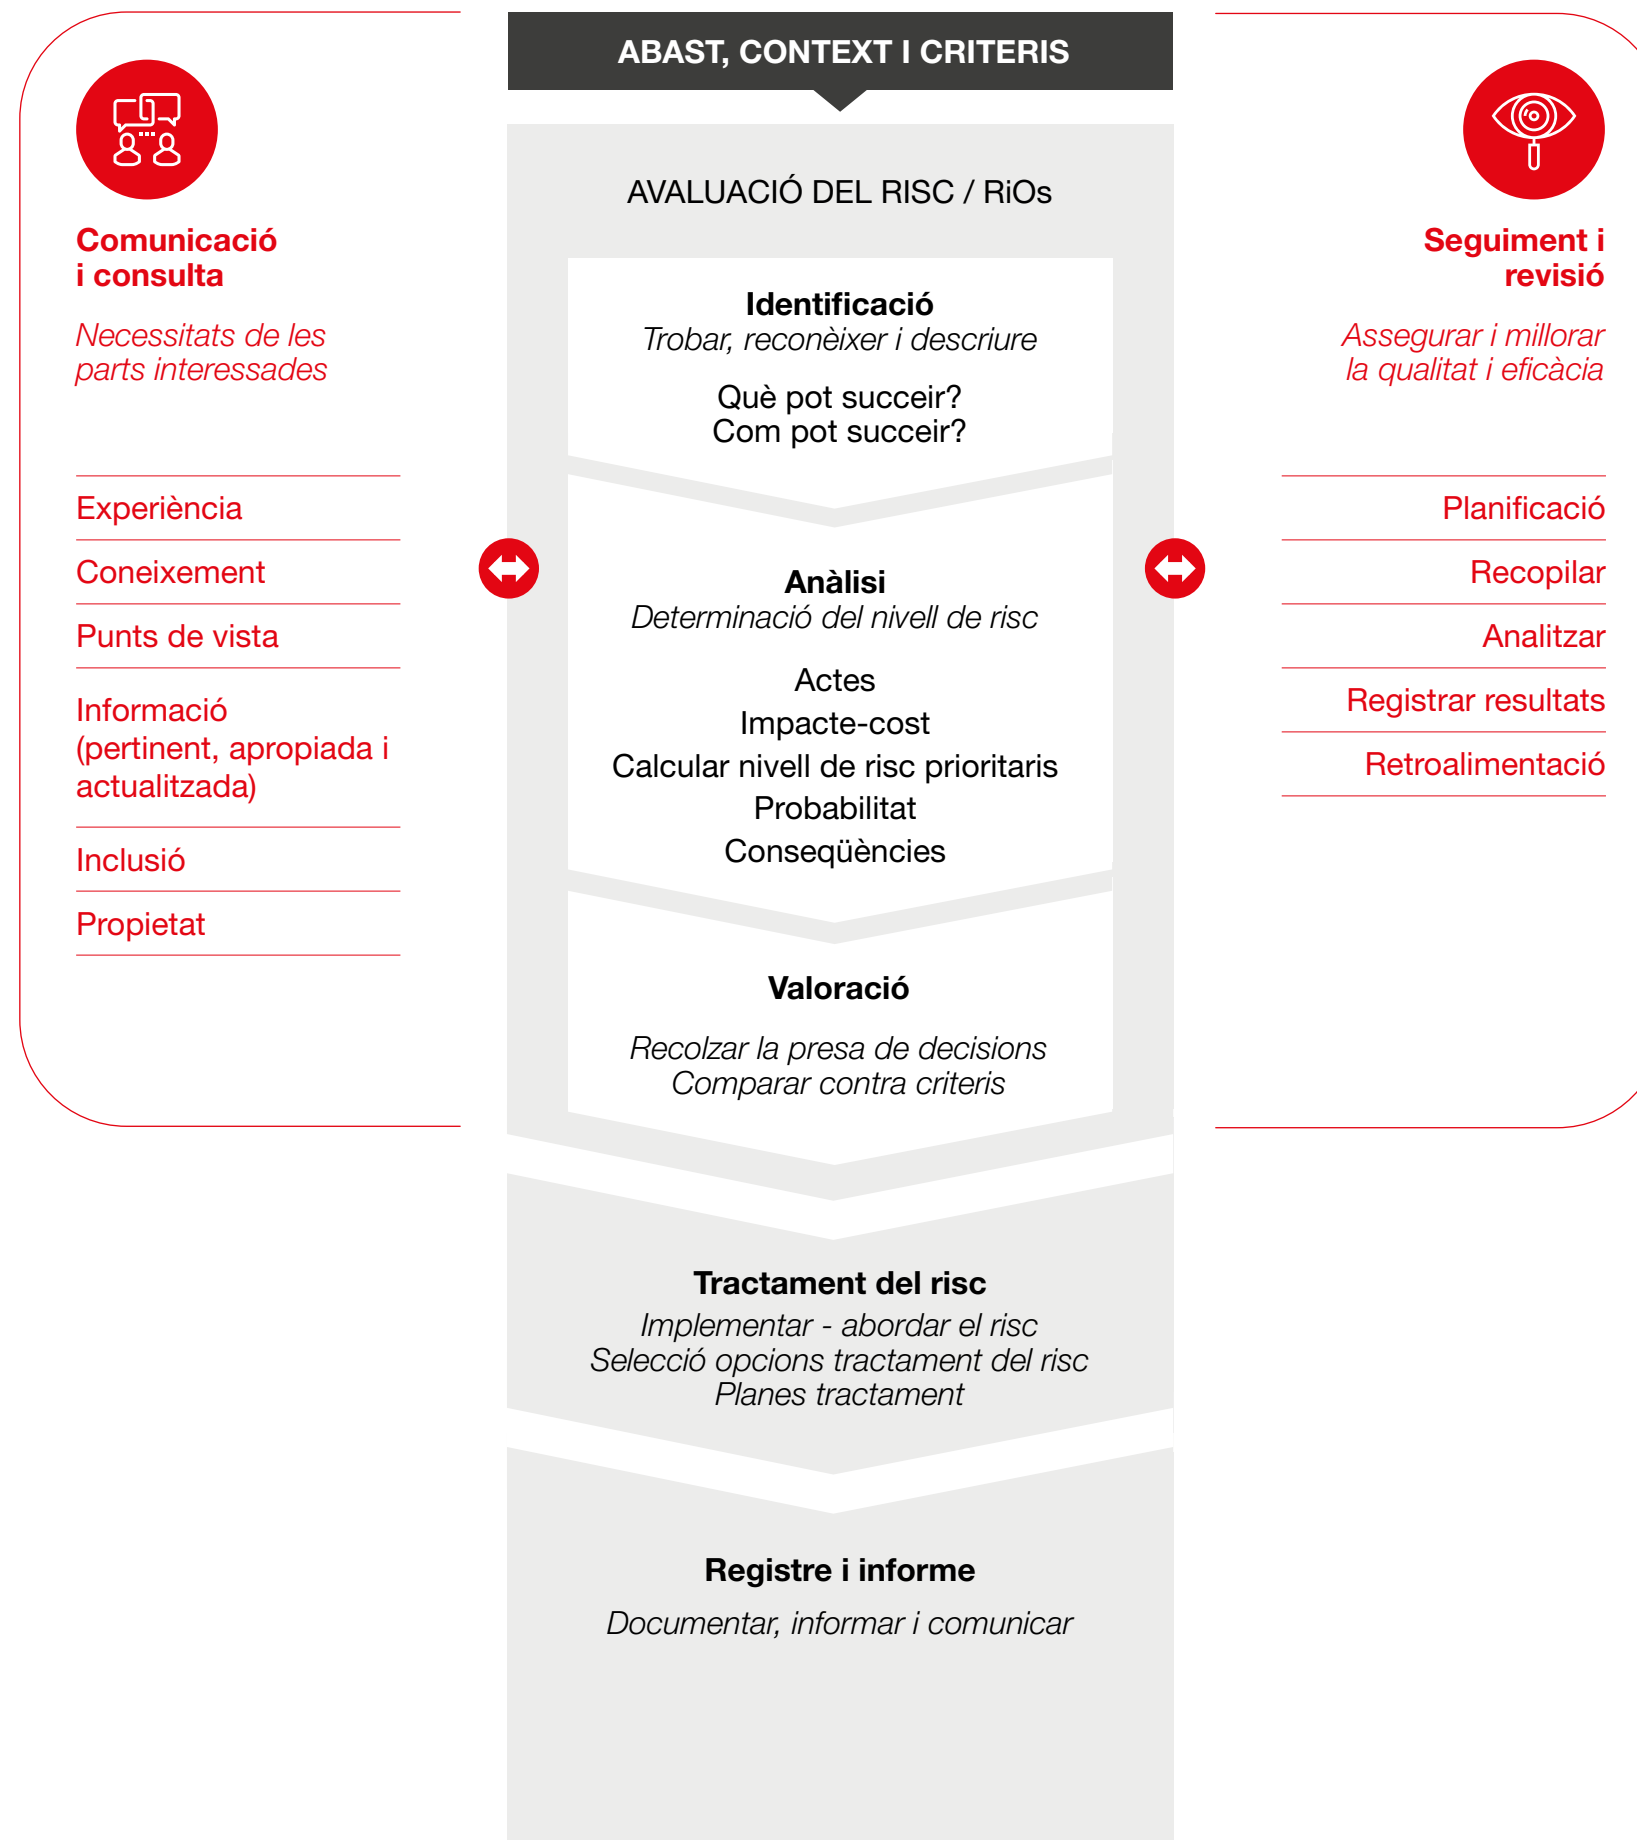 ABAST, CONTEXT I CRITERIS
Comunicació
i consulta
Necessitats de les
parts interessades
Experiència
Coneixement
Punts de vista
Informació
(pertinent, apropiada i
actualitzada)
Inclusió
Propietat
AVALUACIÓ DEL RISC / RiOs
Identificació
Trobar, reconèixer i descriure
Què pot succeir?
Com pot succeir?
Anàlisi
Determinació del nivell de risc
Actes
Impacte-cost
Calcular nivell de risc prioritaris
Probabilitat
Conseqüències
Valoració
Recolzar la presa de decisions
Comparar contra criteris
Tractament del risc
Implementar - abordar el risc
Selecció opcions tractament del risc
Planes tractament
Registre i informe
Documentar, informar i comunicar
Seguiment i
revisió
Assegurar i millorar
la qualitat i eficàcia
Planificació
Recopilar
Analitzar
Registrar resultats
Retroalimentació